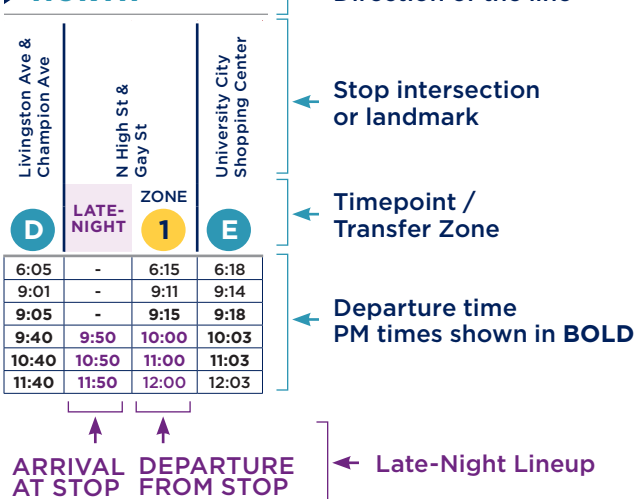 Livingston Ave &
Champion Ave
N High St &
Gay St
University City
Shopping Center
Stop intersection
or landmark
D
LATE-
NIGHT
ZONE
1
E
Timepoint /
Transfer Zone
6:05 - 6:15 6:18
9:01 - 9:11 9:14
9:05 - 9:15 9:18
9:40 9:50 10:00 10:03
10:40 10:50 11:00 11:03
11:40 11:50 12:00 12:03
Departure time
PM times shown in BOLD
ARRIVAL
AT STOP
DEPARTURE
FROM STOP
Late-Night Lineup